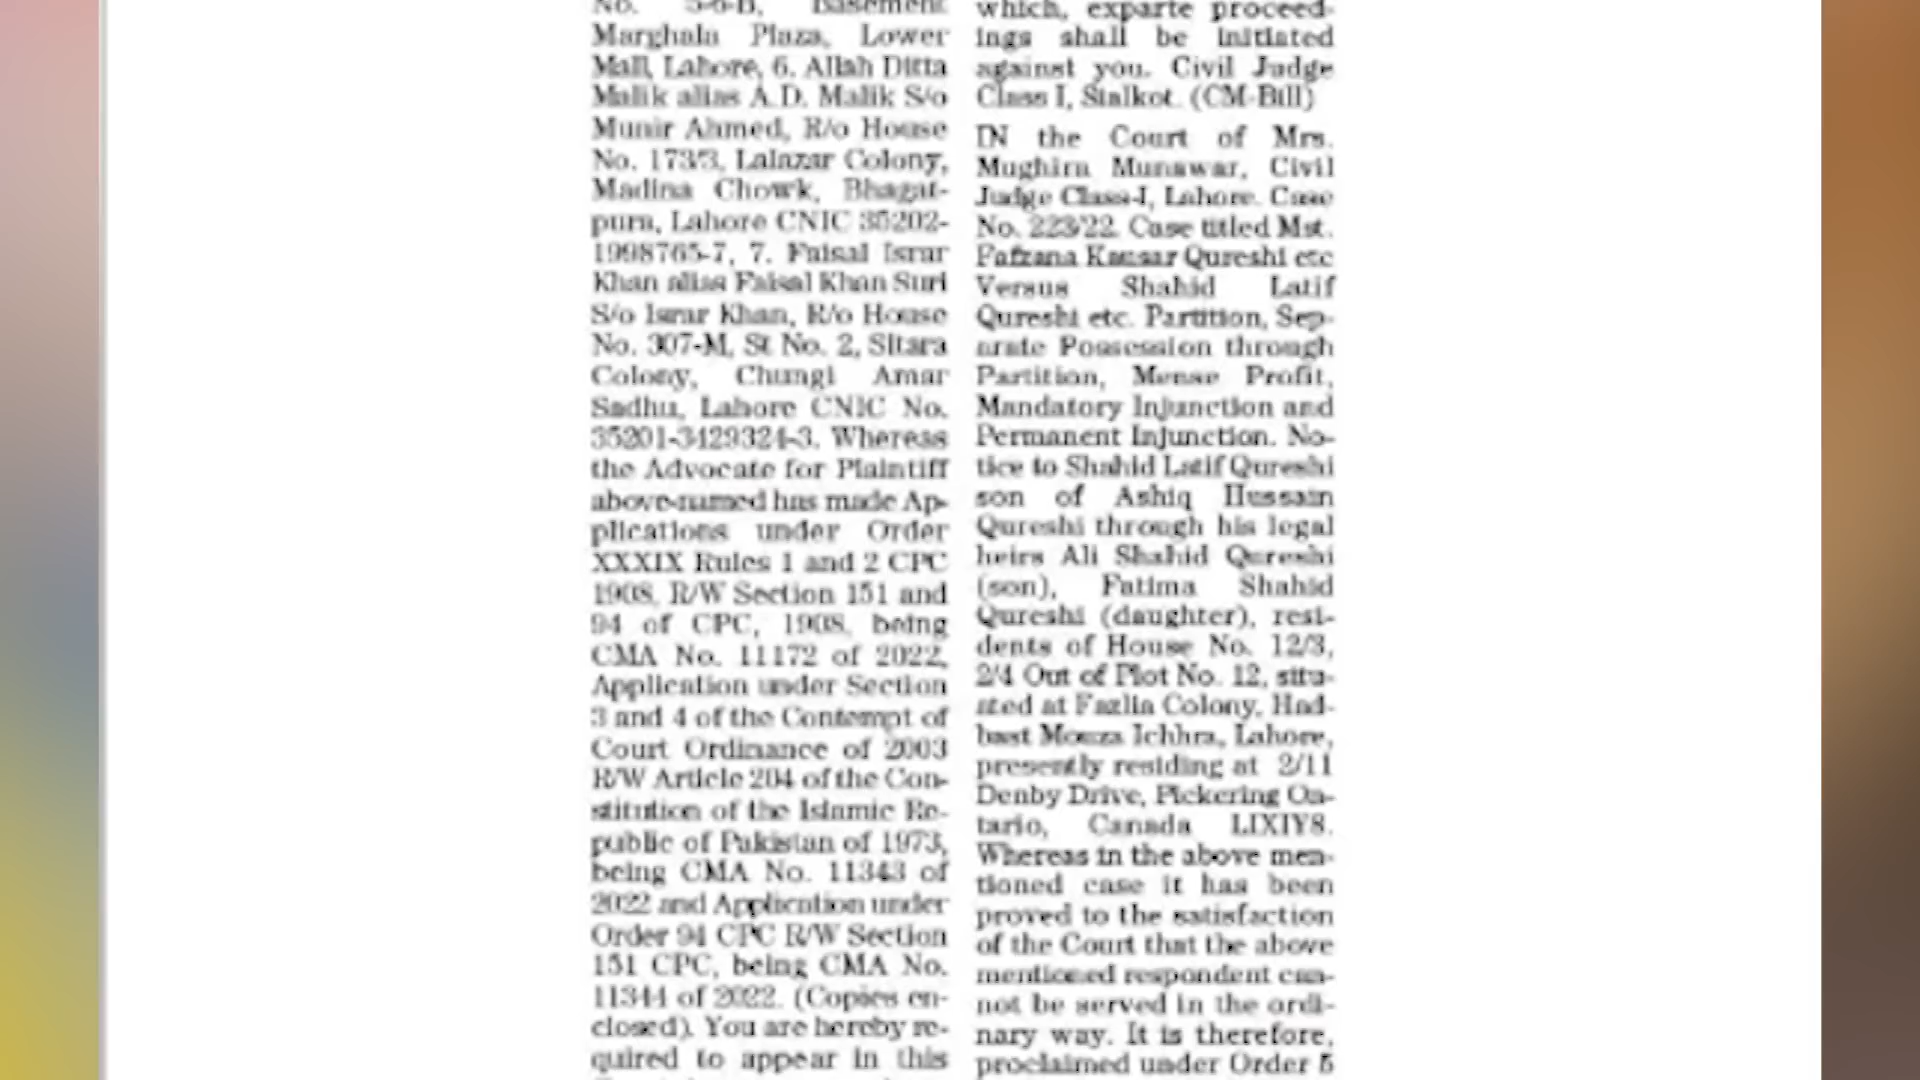 No. 5-6-B, Basement
Marghala Plaza, Lower
Mall, Lahore, 6. Allah Ditta
Malik alias A.D. Malik S/o
Munir Ahmed, R/o House
No. 173/3, Lalazar Colony,
Madina Chowk, Bhagat-
pura, Lahore CNIC 35202-
1998765-7, 7. Faisal Israr
Khan alias Faisal Khan Suri
S/o Israr Khan, R/o House
No. 307-M, St No. 2, Sitara
Colony, Chungi Amar
Sadhu, Lahore CNIC No.
35201-3429324-3. Whereas
the Advocate for Plaintiff
above-named has made Ap-
plications under Order
XXXIX Rules 1 and 2 CPC
1908, R/W Section 151 and
94 of CPC, 1908, being
CMA No. 11172 of 2022,
Application under Section
3 and 4 of the Contempt of
Court Ordinance of 2003
R/W Article 204 of the Con-
stitution of the Islamic Re-
public of Pakistan of 1973,
being CMA No. 11343 of
2022 and Application under
Order 94 CPC R/W Section
151 CPC, being CMA No.
11344 of 2022. (Copies en-
closed). You are hereby re-
quired to appear in this
which, exparte proceed-
ings shall be initiated
against you. Civil Judge
Class I, Sialkot. (CM-Bill)
IN the Court of Mrs.
Mughira Munawar, Civil
Judge Class-I, Lahore. Case
No. 223/22. Case titled Mst.
Fafzana Kausar Qureshi etc
Versus Shahid Latif
Qureshi etc. Partition, Sep-
arate Possession through
Partition, Mense Profit,
Mandatory Injunction and
Permanent Injunction. No-
tice to Shahid Latif Qureshi
son of Ashiq Hussain
Qureshi through his legal
heirs Ali Shahid Qureshi
(son), Fatima Shahid
Qureshi (daughter), resi-
dents of House No. 12/3,
2/4 Out of Plot No. 12, situ-
ated at Fazlia Colony, Had-
bast Mouza Ichhra, Lahore,
presently residing at 2/11
Denby Drive, Pickering On-
tario, Canada LIXIY8.
Whereas in the above men-
tioned case it has been
proved to the satisfaction
of the Court that the above
mentioned respondent can-
not be served in the ordi-
nary way. It is therefore,
proclaimed under Order 5